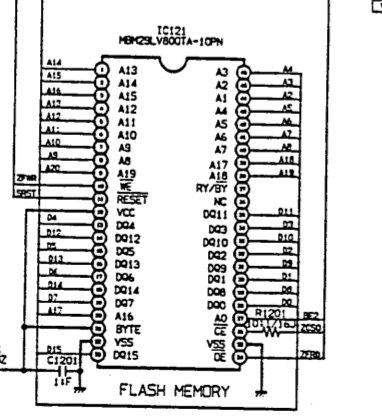 IC121
MBM29LV800TA-10PN
A14 A13 A3 A4
A15 A14 A2 A3
A16 A15 A1 A2
A13 A12 A4 A5
A12 A11 A5 A6
A11 A10 A6 A7
A10 A9 A7 A8
A9 A8 A17 A18
A20 A19 A18 A19
ZFWR WE RY/BY
RESET NC
VCC DQ11 D11
D4 DQ4 DQ3 D3
D12 DQ12 DQ10 D10
D5 DQ5 DQ2 D2
D13 DQ13 DQ9 D9
D6 DQ6 DQ1 D1
D14 DQ14 DQ8 D8
D7 DQ7 DQ0 D0
A17 A16 A0 R1201
BYTE CE
VSS VSS
D15 DQ15 OE ZFRD
C1201
FLASH MEMORY